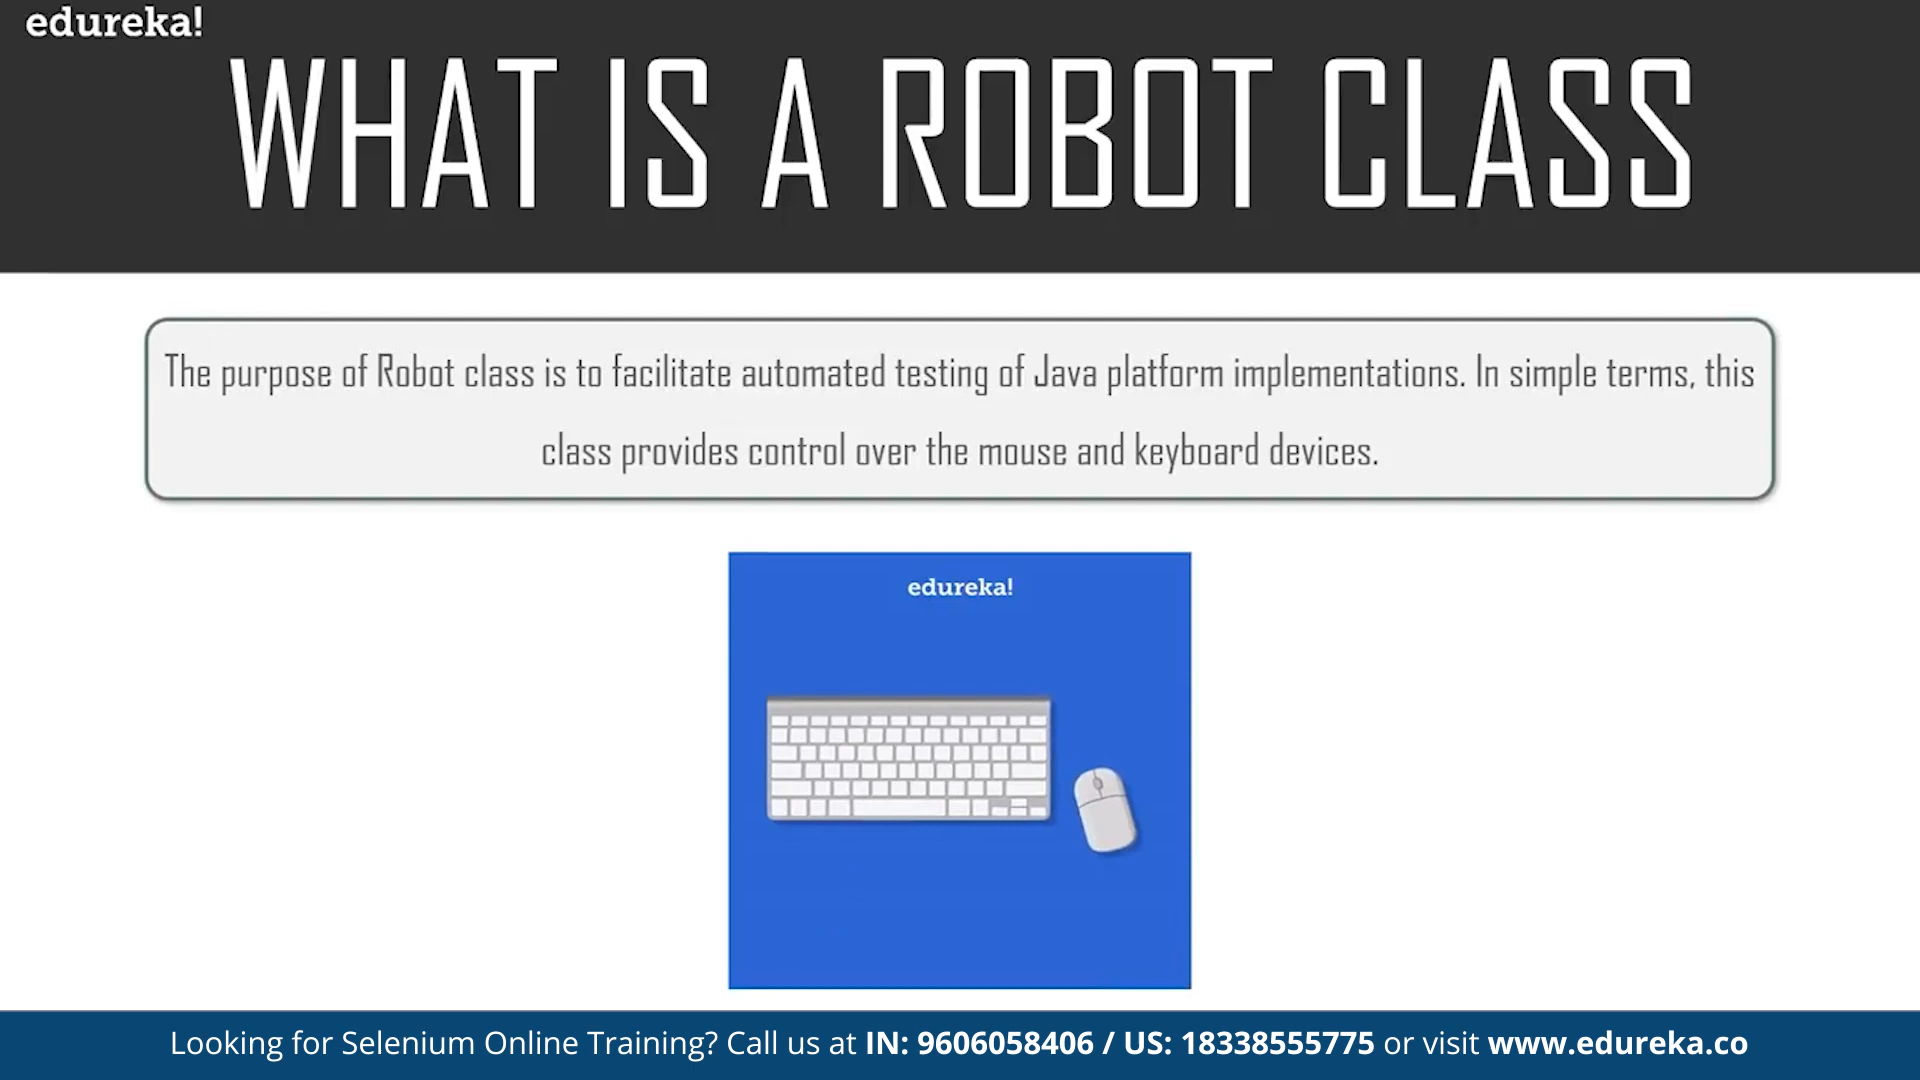 edureka!
WHAT IS A ROBOT CLASS
The purpose of Robot class is to facilitate automated testing of Java platform implementations. In simple terms, this
class provides control over the mouse and keyboard devices.
edureka!
Looking for Selenium Online Training? Call us at IN: 9606058406 / US: 18338555775 or visit www.edureka.co